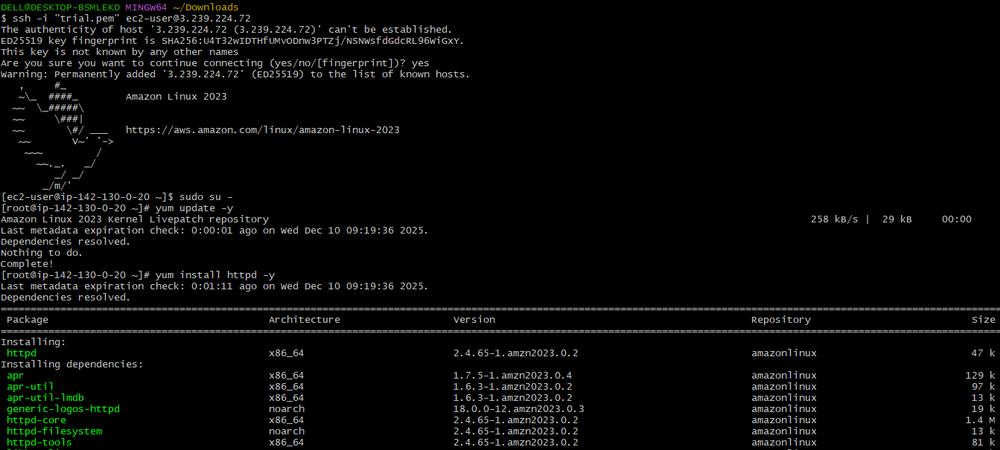 DELL@DESKTOP-BSMLEKD MINGW64 ~/Downloads
$ ssh -i "trial.pem" ec2-user@3.239.224.72
The authenticity of host '3.239.224.72 (3.239.224.72)' can't be established.
ED25519 key fingerprint is SHA256:U4T32wIDTHfUMvODnw3PTZj/NSNWsfdGdcRL96WiGxY.
This key is not known by any other names
Are you sure you want to continue connecting (yes/no/[fingerprint])? yes
Warning: Permanently added '3.239.224.72' (ED25519) to the list of known hosts.
   ,     #_
   ~\_  ####_        Amazon Linux 2023
  ~~  \_#####\
  ~~     \###|
  ~~       \#/ ___   https://aws.amazon.com/linux/amazon-linux-2023
   ~~       V~' '->
    ~~~         /
      ~~._.   _/
         _/ _/
       _/m/'
[ec2-user@ip-142-130-0-20 ~]$ sudo su -
[root@ip-142-130-0-20 ~]# yum update -y
Amazon Linux 2023 Kernel Livepatch repository 258 kB/s | 29 kB 00:00
Last metadata expiration check: 0:00:01 ago on Wed Dec 10 09:19:36 2025.
Dependencies resolved.
Nothing to do.
Complete!
[root@ip-142-130-0-20 ~]# yum install httpd -y
Last metadata expiration check: 0:01:11 ago on Wed Dec 10 09:19:36 2025.
Dependencies resolved.
Package Architecture Version Repository Size
Installing:
httpd x86_64 2.4.65-1.amzn2023.0.2 amazonlinux 47 k
Installing dependencies:
apr x86_64 1.7.5-1.amzn2023.0.4 amazonlinux 129 k
apr-util x86_64 1.6.3-1.amzn2023.0.2 amazonlinux 97 k
apr-util-lmdb x86_64 1.6.3-1.amzn2023.0.2 amazonlinux 13 k
generic-logos-httpd noarch 18.0.0-12.amzn2023.0.3 amazonlinux 19 k
httpd-core x86_64 2.4.65-1.amzn2023.0.2 amazonlinux 1.4 M
httpd-filesystem noarch 2.4.65-1.amzn2023.0.2 amazonlinux 13 k
httpd-tools x86_64 2.4.65-1.amzn2023.0.2 amazonlinux 81 k